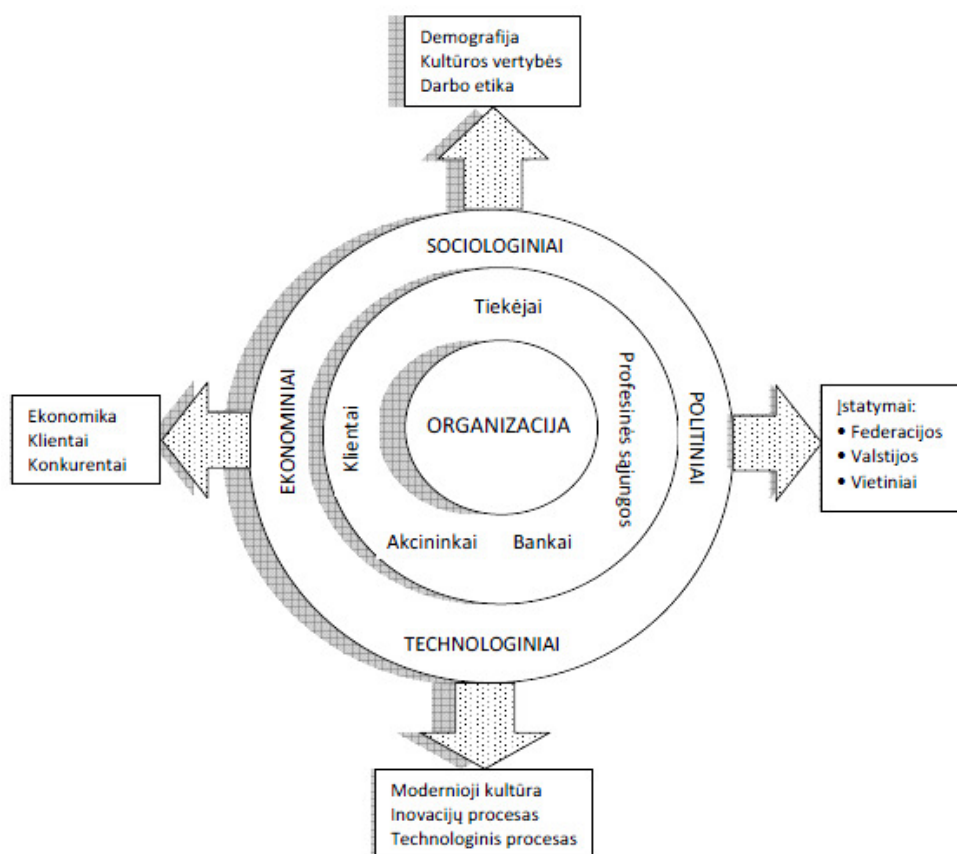 Demografija
Kultūros vertybės
Darbo etika
SOCIOLOGINIAI
Tiekėjai
Ekonomika
Klientai
Konkurentai
EKONOMINIAI
Klientai
ORGANIZACIJA
Profesinės sąjungos
POLITINIAI
Įstatymai:
• Federacijos
• Valstijos
• Vietiniai
Akcininkai
Bankai
TECHNOLOGINIAI
Modernioji kultūra
Inovacijų procesas
Technologinis procesas